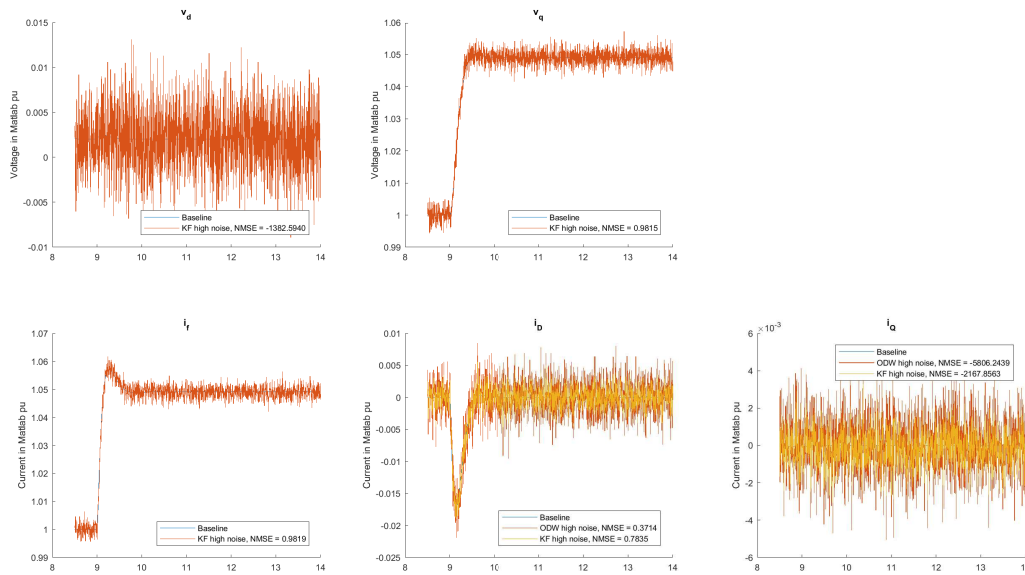 v_d
Voltage in Matlab pu
0.015
0.01
0.005
0
-0.005
-0.01
8 9 10 11 12 13 14
Baseline
KF high noise, NMSE = -1382.5940
v_q
Voltage in Matlab pu
1.06
1.05
1.04
1.03
1.02
1.01
1
0.99
8 9 10 11 12 13 14
Baseline
KF high noise, NMSE = 0.9815
i_f
Current in Matlab pu
1.07
1.06
1.05
1.04
1.03
1.02
1.01
1
0.99
8 9 10 11 12 13 14
Baseline
KF high noise, NMSE = 0.9819
i_D
Current in Matlab pu
0.01
0.005
0
-0.005
-0.01
-0.015
-0.02
-0.025
8 9 10 11 12 13 14
Baseline
ODW high noise, NMSE = 0.3714
KF high noise, NMSE = 0.7835
i_Q
Current in Matlab pu
×10⁻³
6
4
2
0
-2
-4
-6
8 9 10 11 12 13 14
Baseline
ODW high noise, NMSE = -5806.2439
KF high noise, NMSE = -2167.8563